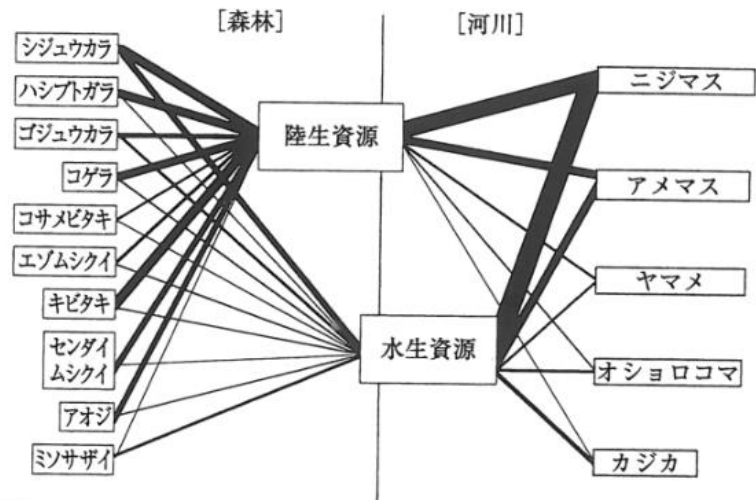 [森林]
[河川]
シジュウカラ
ハシブトガラ
ゴジュウカラ
コゲラ
コサメビタキ
エゾムシクイ
キビタキ
センダイ
ムシクイ
アオジ
ミソサザイ
陸生資源
水生資源
ニジマス
アメマス
ヤマメ
オショロコマ
カジカ